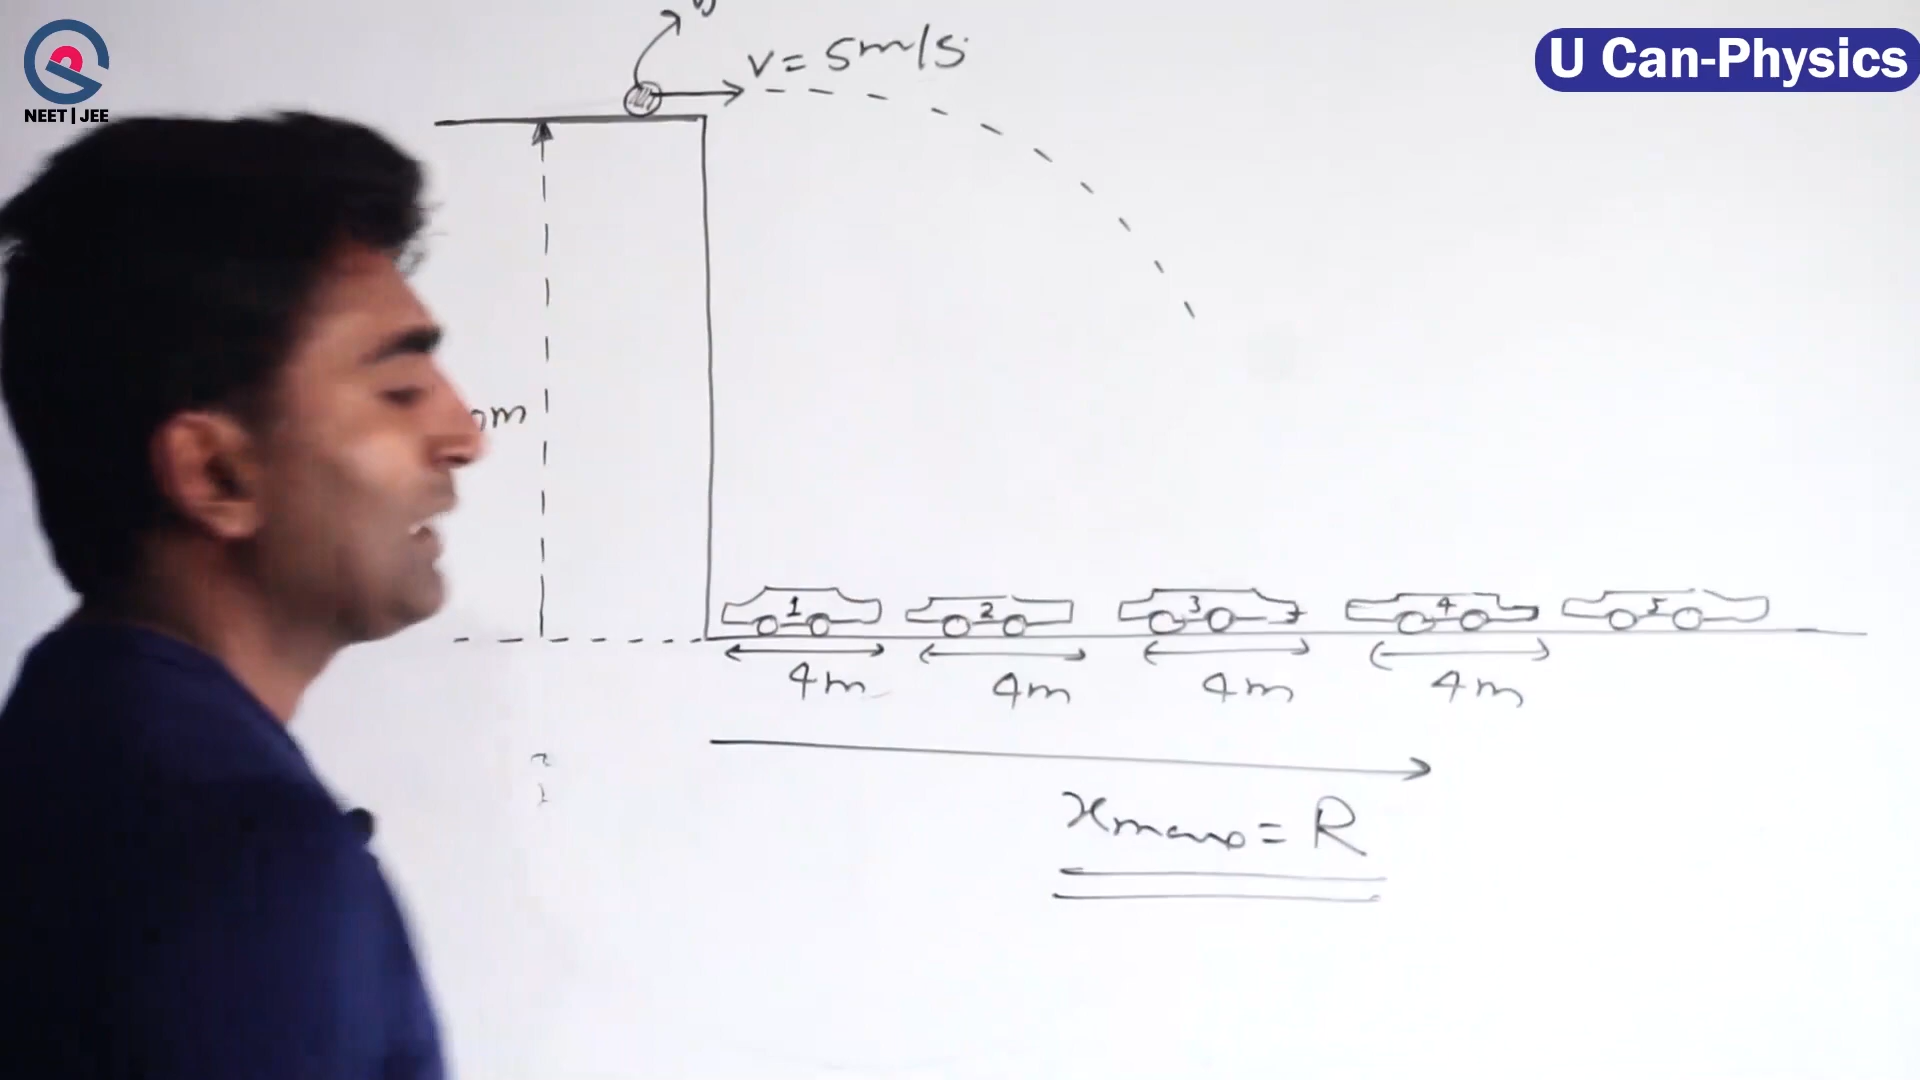 NEET|JEE
U Can-Physics
v = 5m/s
m
1 2 3 4 5
4m 4m 4m 4m
xmax = R